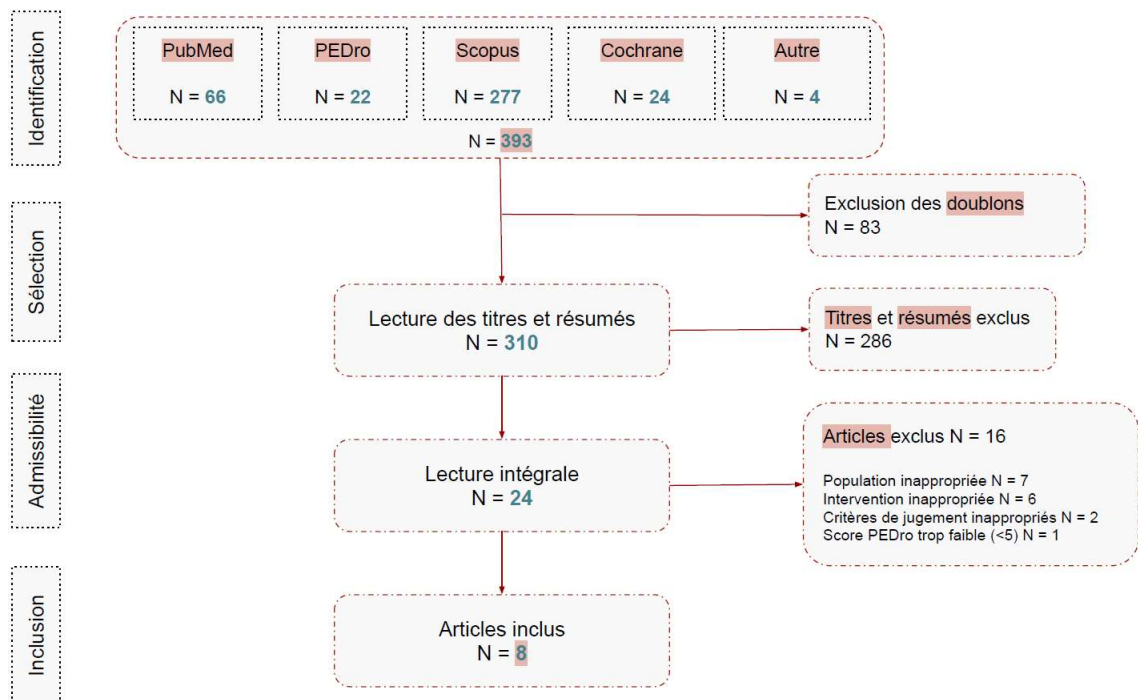 Identification
PubMed
N = 66
PEDro
N = 22
Scopus
N = 277
Cochrane
N = 24
Autre
N = 4
N = 393
Exclusion des doublons
N = 83
Sélection
Lecture des titres et résumés
N = 310
Titres et résumés exclus
N = 286
Admissibilité
Lecture intégrale
N = 24
Articles exclus N = 16
Population inappropriée N = 7
Intervention inappropriée N = 6
Critères de jugement inappropriés N = 2
Score PEDro trop faible (<5) N = 1
Inclusion
Articles inclus
N = 8